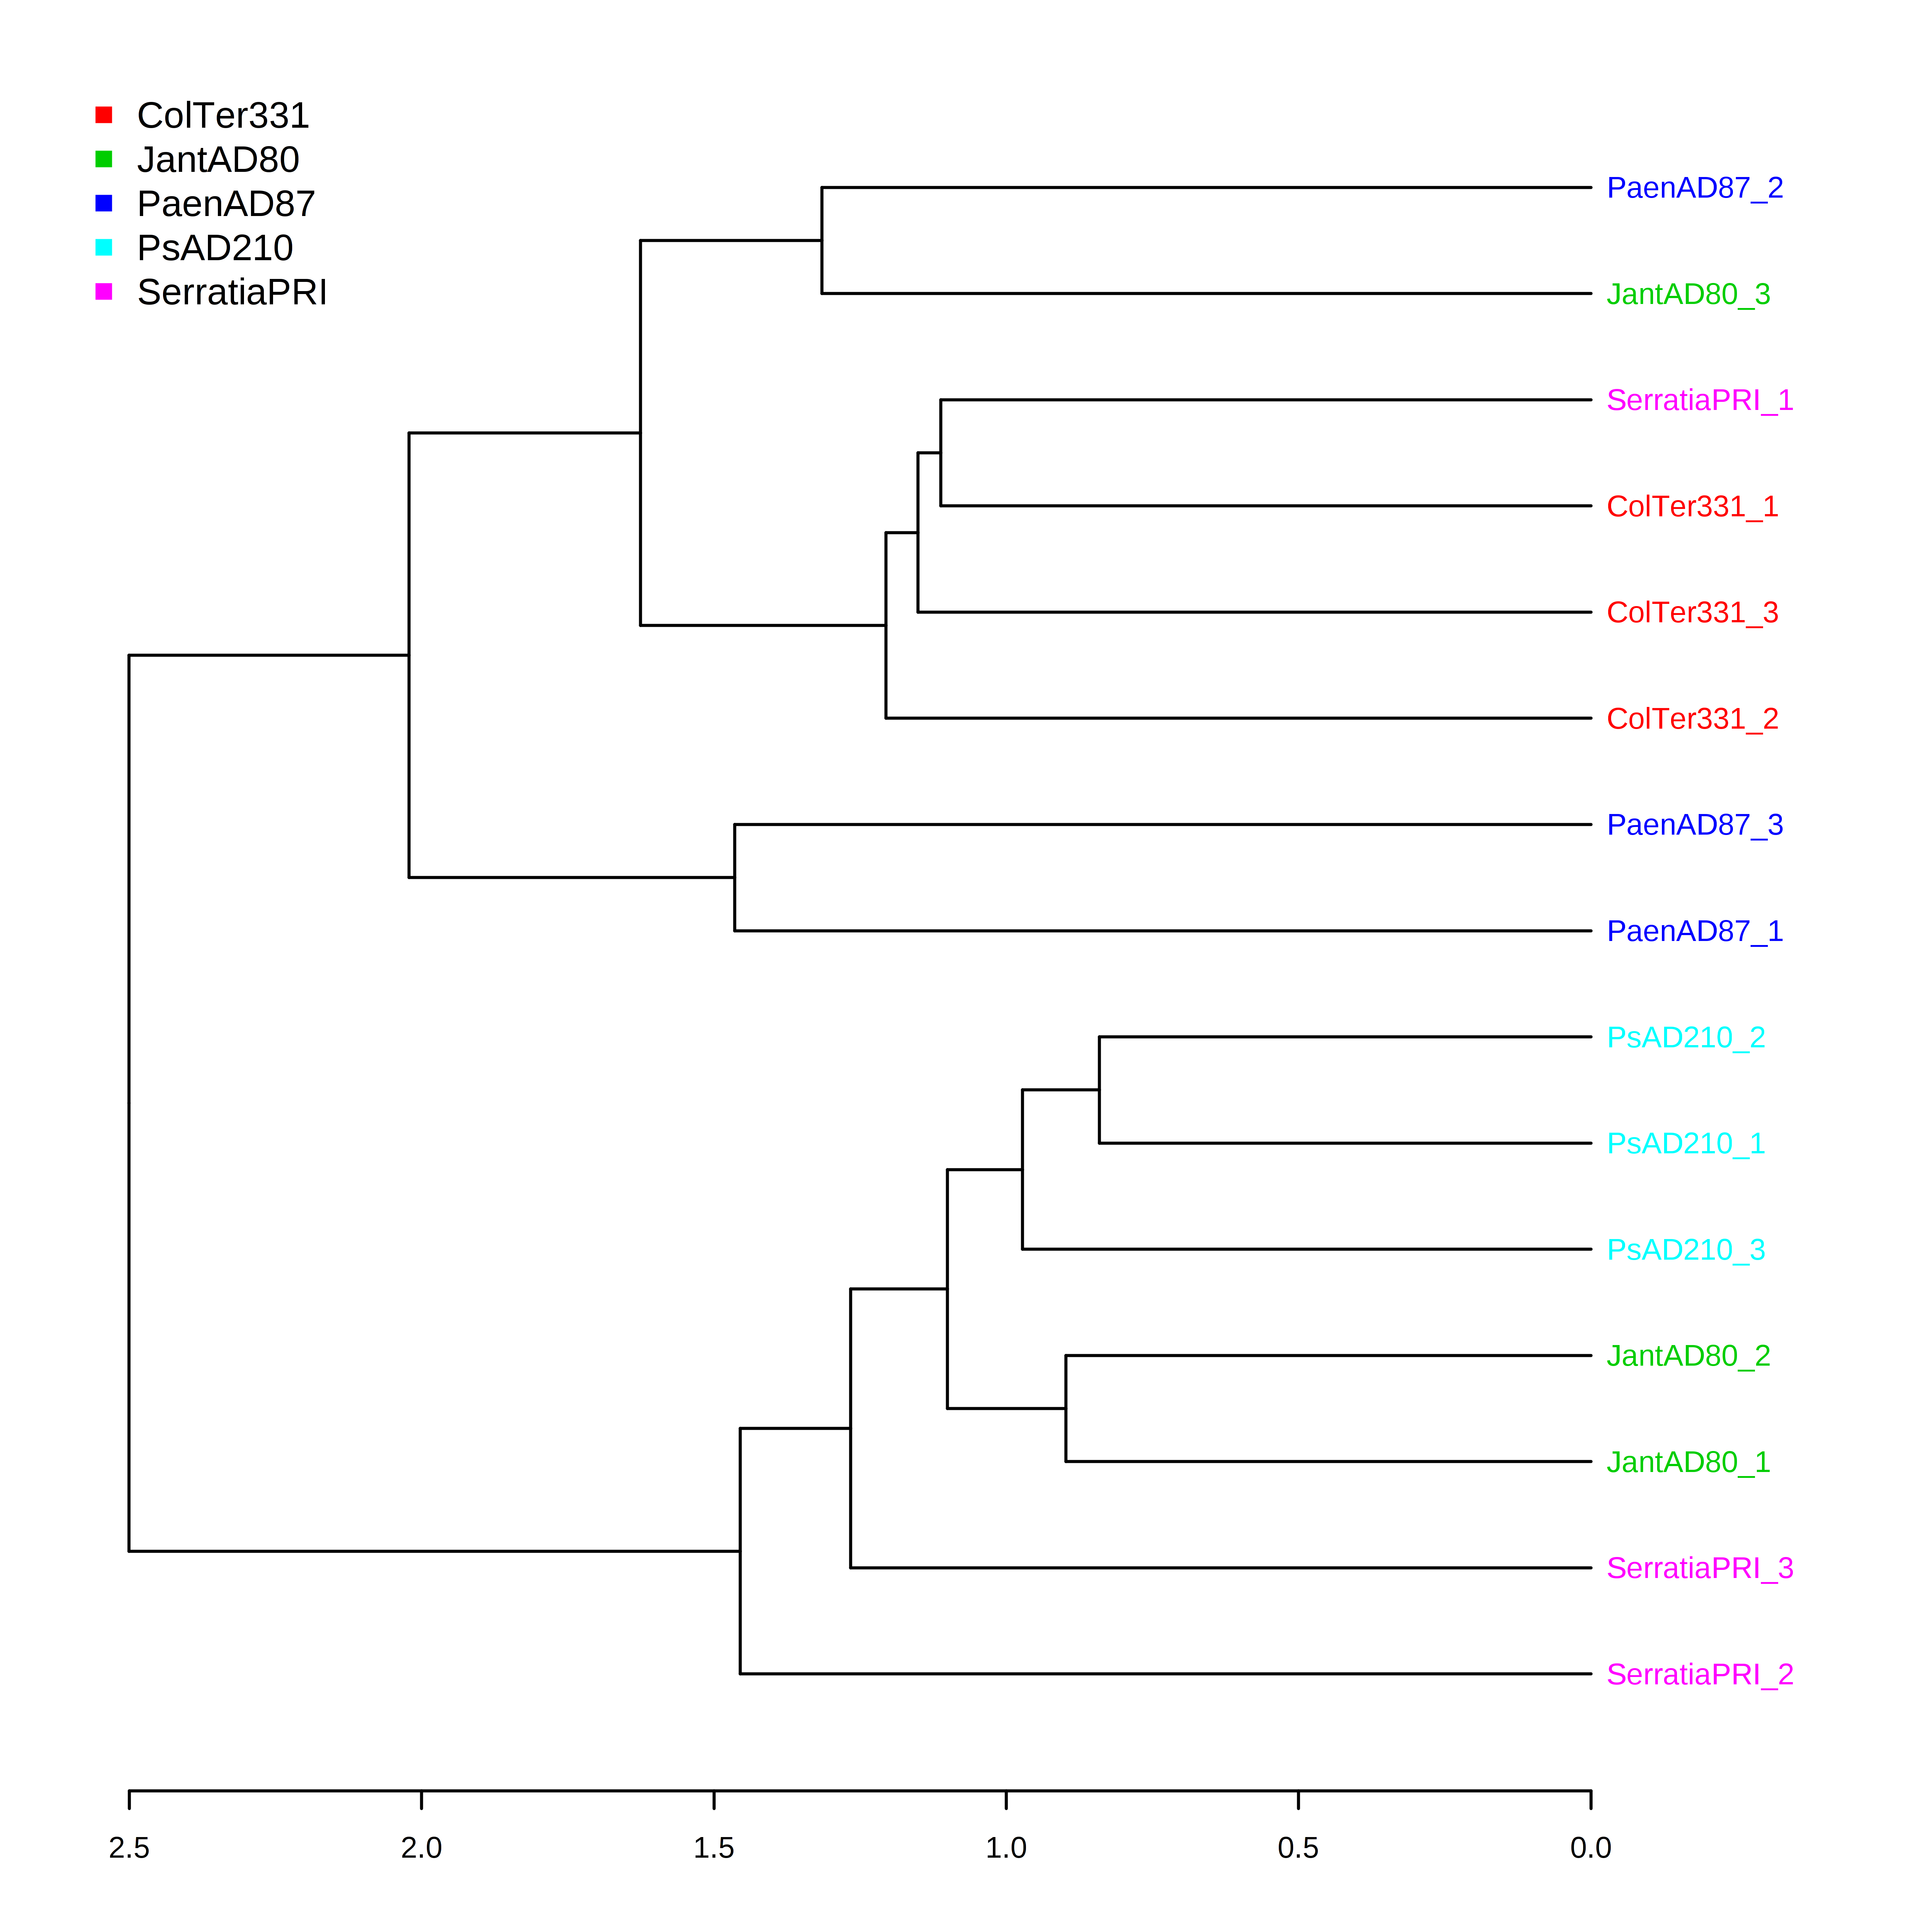 ColTer331
JantAD80
PaenAD87
PsAD210
SerratiaPRI
PaenAD87_2
JantAD80_3
SerratiaPRI_1
ColTer331_1
ColTer331_3
ColTer331_2
PaenAD87_3
PaenAD87_1
PsAD210_2
PsAD210_1
PsAD210_3
JantAD80_2
JantAD80_1
SerratiaPRI_3
SerratiaPRI_2
2.5 2.0 1.5 1.0 0.5 0.0